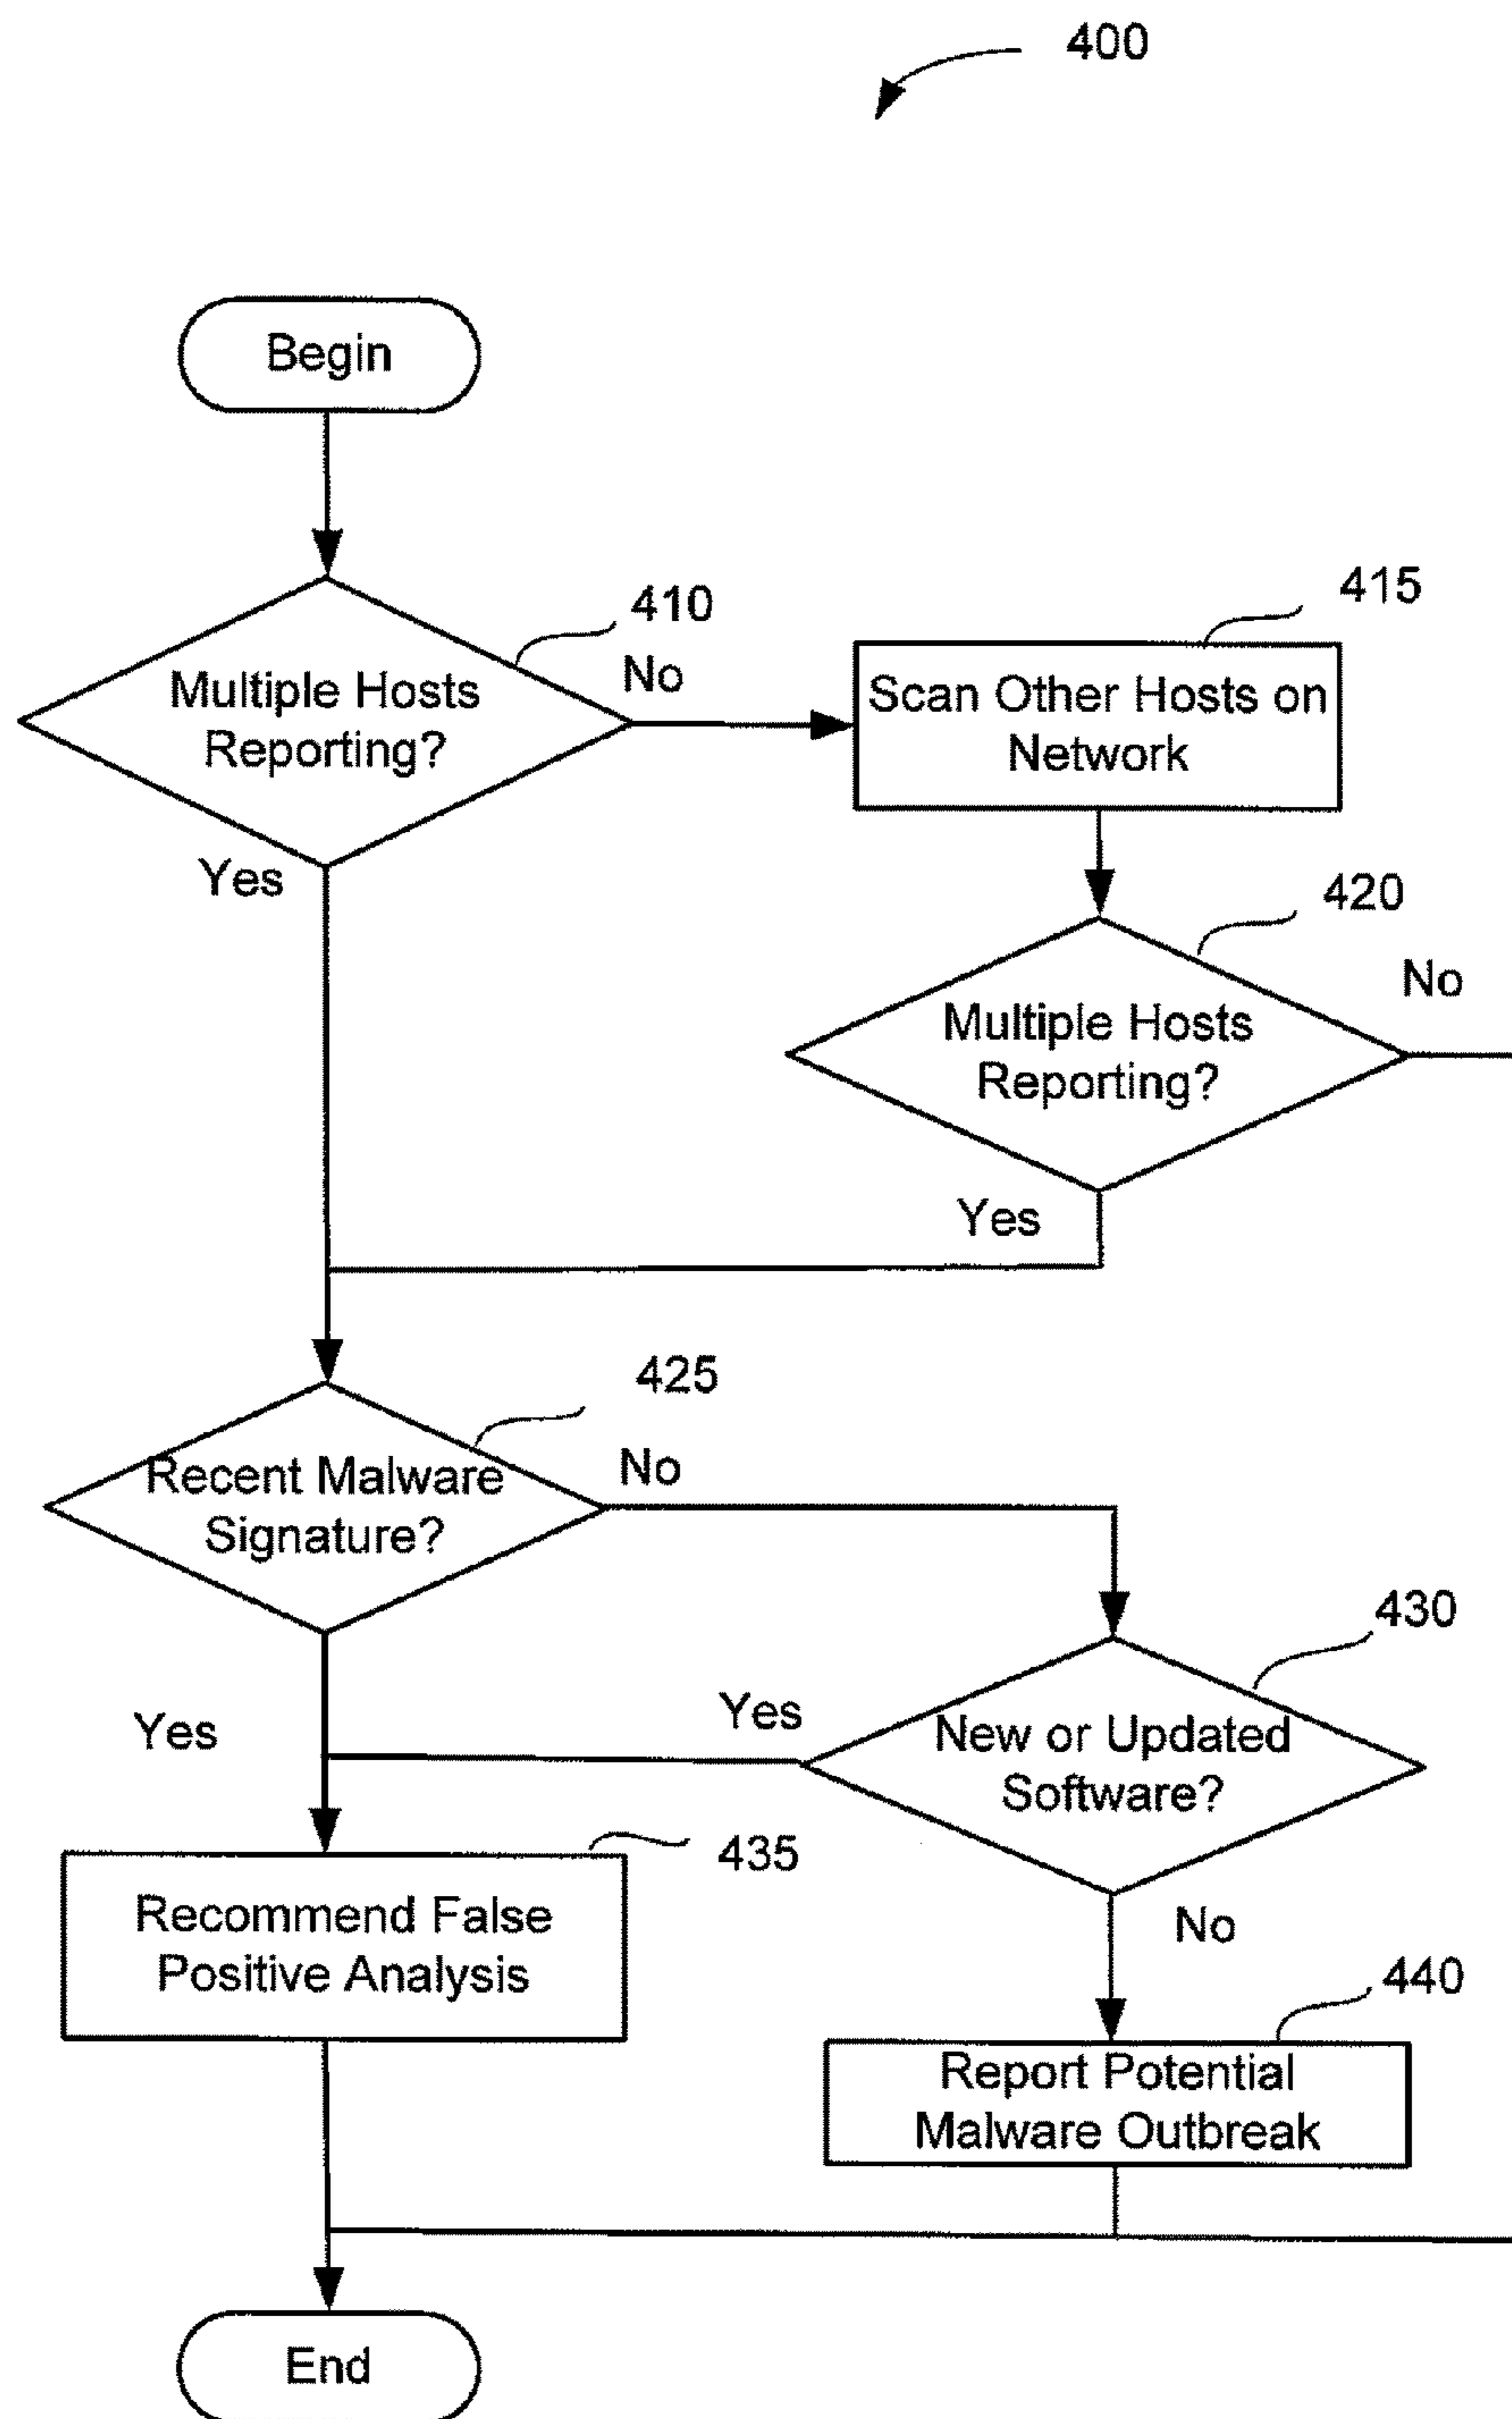 400
Begin
410
Multiple Hosts
Reporting?
No
Yes
415
Scan Other Hosts on
Network
420
Multiple Hosts
Reporting?
No
Yes
425
Recent Malware
Signature?
No
Yes
430
New or Updated
Software?
Yes
No
435
Recommend False
Positive Analysis
440
Report Potential
Malware Outbreak
End